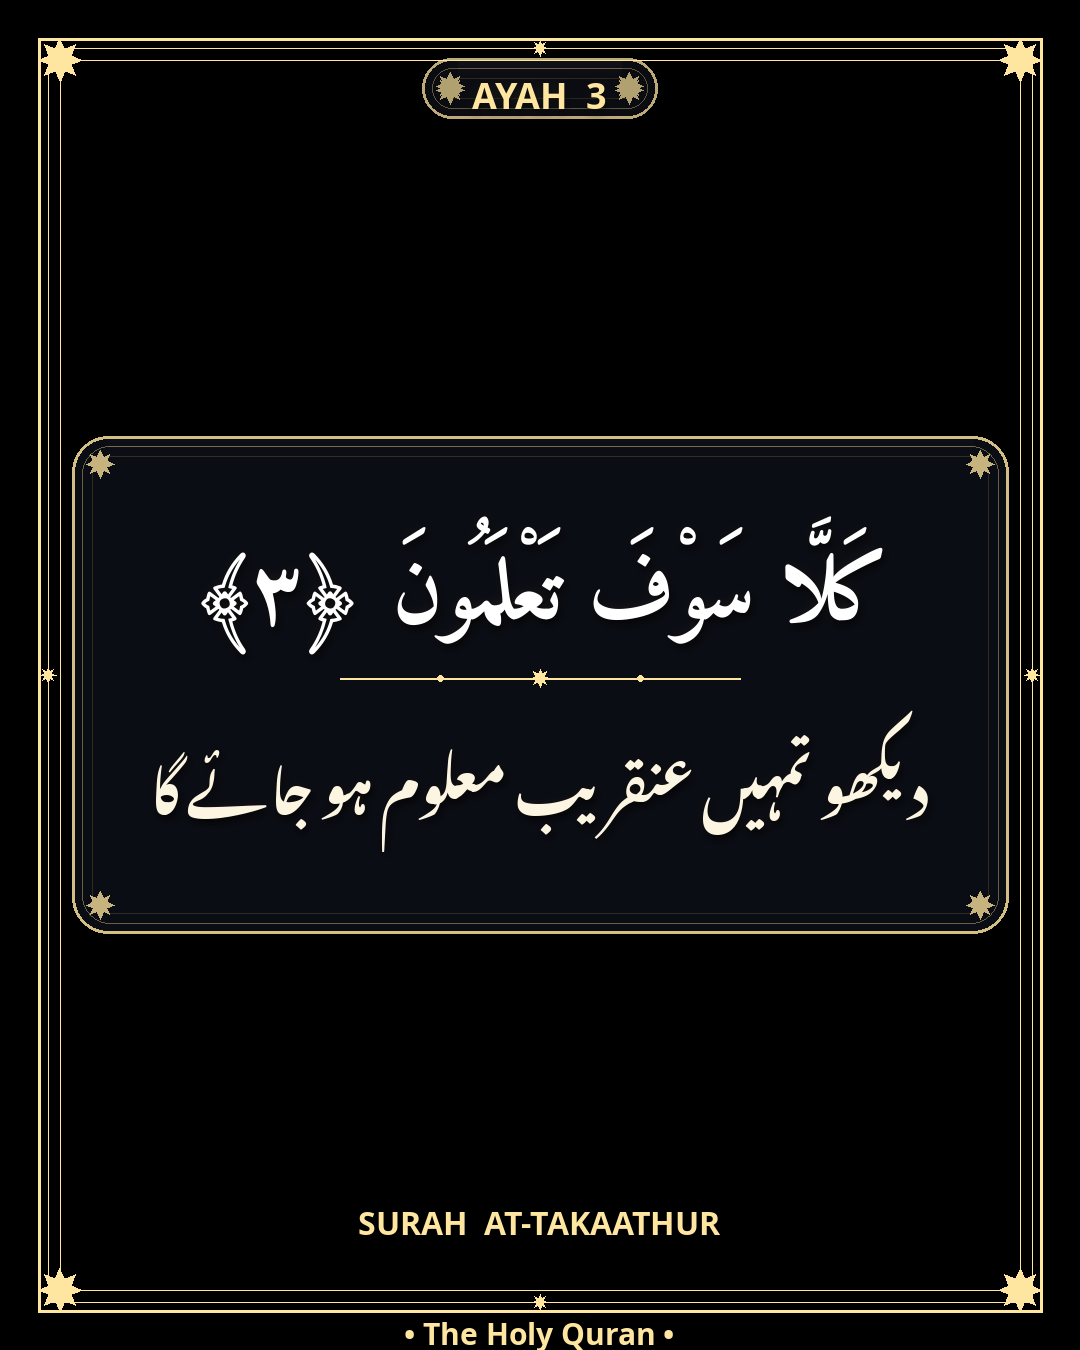 AYAH 3
كَلَّا سَوْفَ تَعْلَمُونَ ﴿٣﴾
دیکھو تمہیں عنقریب معلوم ہو جائے گا
SURAH AT-TAKAATHUR
• The Holy Quran •